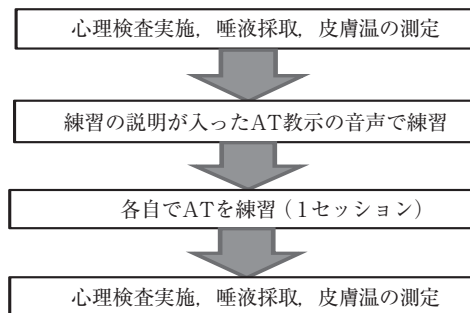 心理検査実施，唾液採取，皮膚温の測定
練習の説明が入ったAT教示の音声で練習
各自でATを練習（1セッション）
心理検査実施，唾液採取，皮膚温の測定